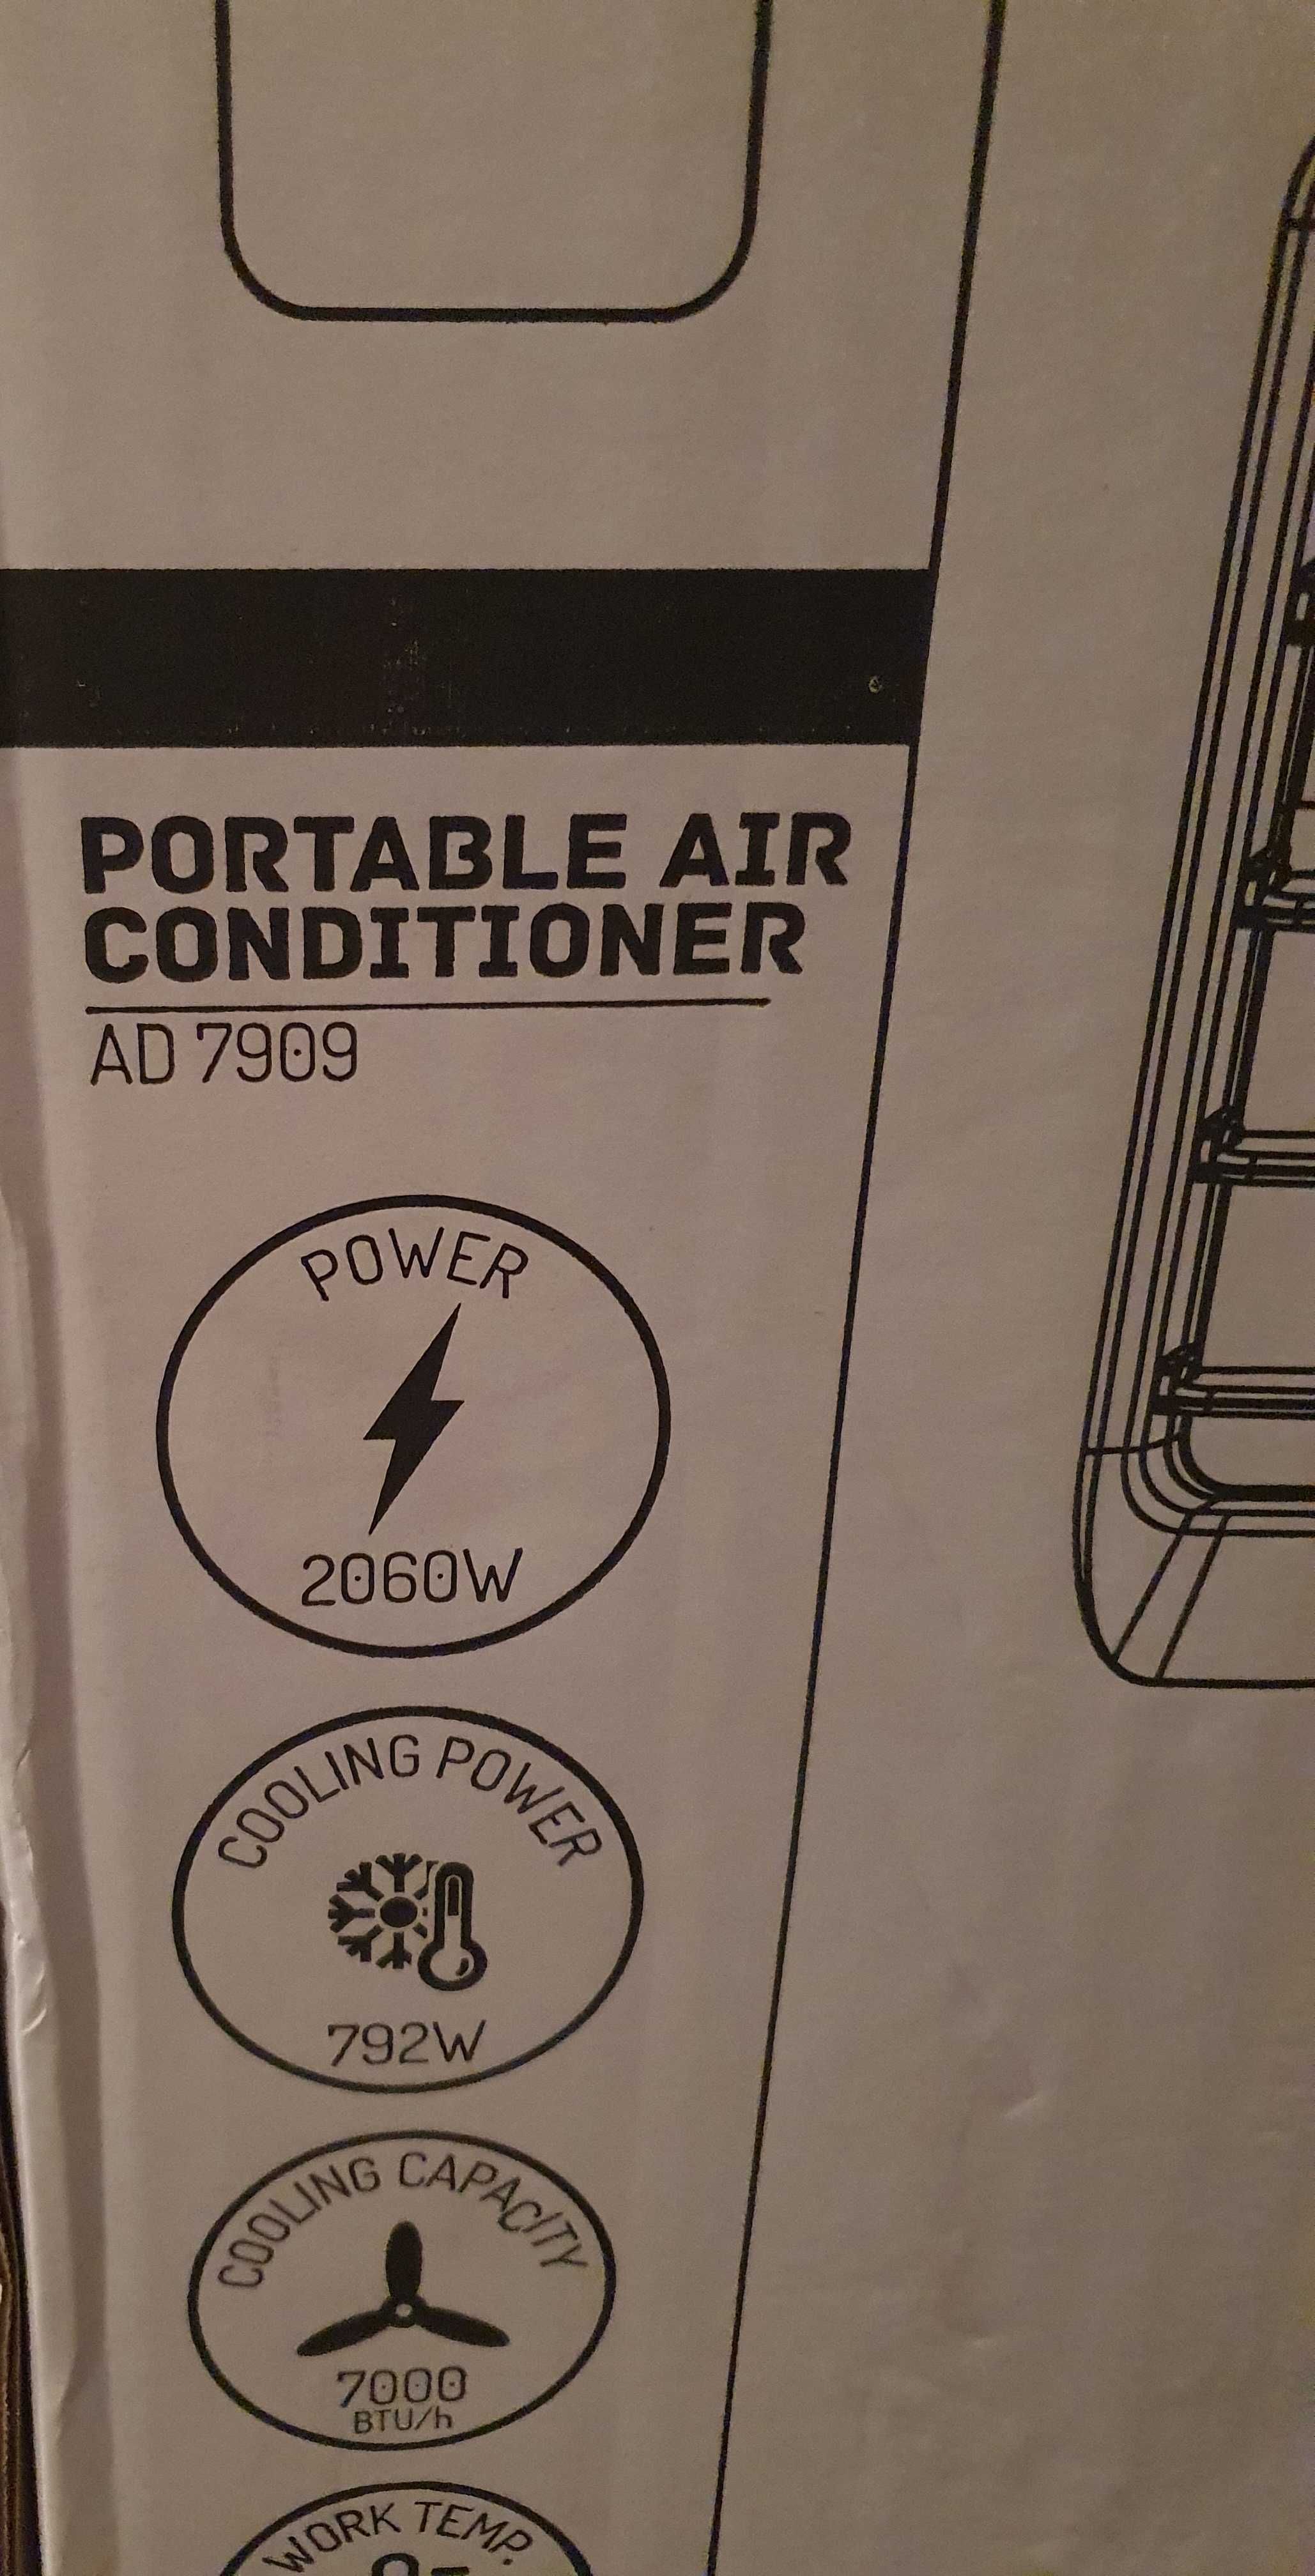 PORTABLE AIR
CONDITIONER
AD 7909
POWER
2060W
COOLING POWER
792W
COOLING CAPACITY
7000
BTU/h
WORK TEMP.